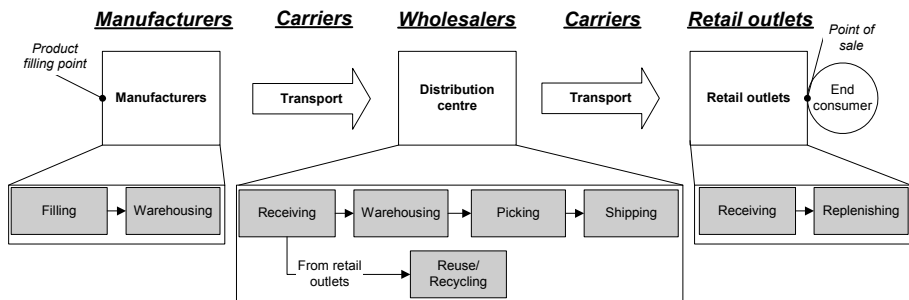 Manufacturers
Carriers
Wholesalers
Carriers
Retail outlets
Product
filling point
Point of
sale
Manufacturers
Transport
Distribution
centre
Transport
Retail outlets
End
consumer
Filling
Warehousing
Receiving
Warehousing
Picking
Shipping
Receiving
Replenishing
From retail
outlets
Reuse/
Recycling